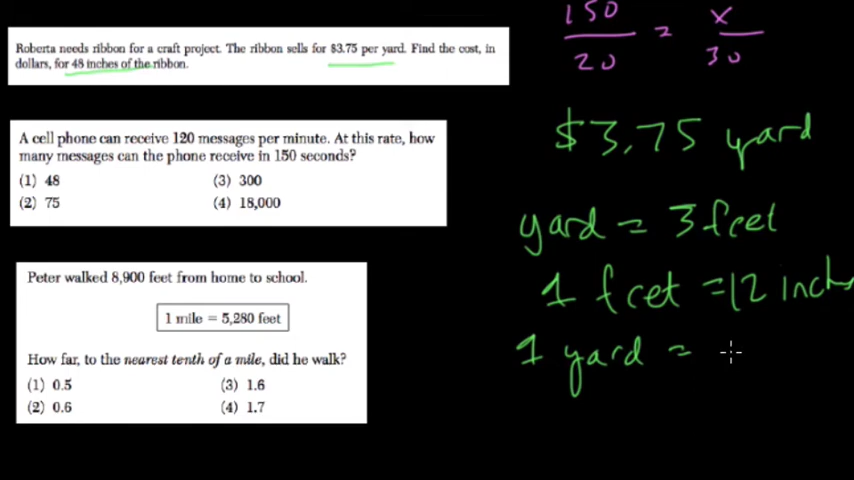 Roberta needs ribbon for a craft project. The ribbon sells for $3.75 per yard. Find the cost, in
dollars, for 48 inches of the ribbon.
A cell phone can receive 120 messages per minute. At this rate, how
many messages can the phone receive in 150 seconds?
(1) 48 (3) 300
(2) 75 (4) 18,000
Peter walked 8,900 feet from home to school.
1 mile = 5,280 feet
How far, to the nearest tenth of a mile, did he walk?
(1) 0.5 (3) 1.6
(2) 0.6 (4) 1.7
150 x
= 
20 30
$3.75 yard
yard = 3 feet
1 feet = 12 inch
1 yard =